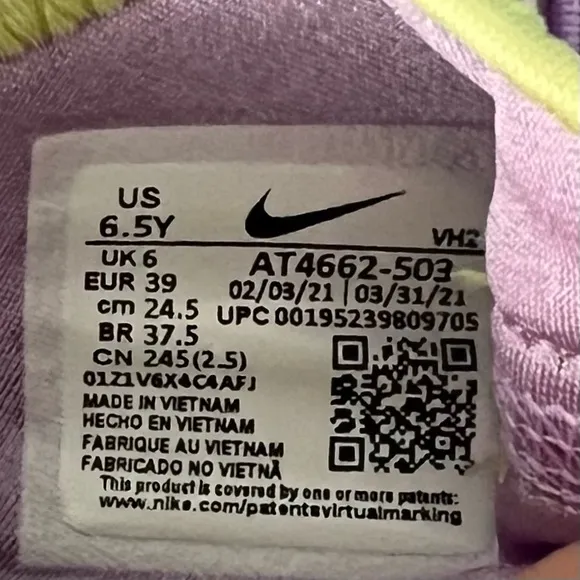 US
6.5Y
VH2
UK 6
EUR 39
cm 24.5
BR 37.5
CN 245(2.5)
AT4662-503
02/03/21 | 03/31/21
UPC 00195239809705
MADE IN VIETNAM
HECHO EN VIETNAM
FABRIQUE AU VIETNAM
FABRICADO NO VIETNÃ
This product is covered by one or more patents:
www.nike.com/patentsvirtualmarking